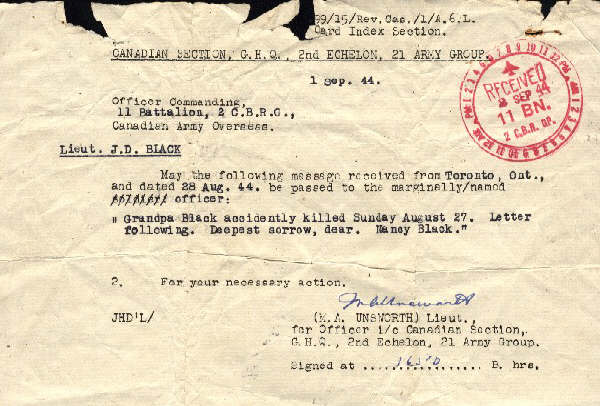 99/15/Rev.Cas./1/A.6.L.
Card Index Section.
CANADIAN SECTION, G.H.Q., 2nd ECHELON, 21 ARMY GROUP.
1 Sep. 44.
RECEIVED
SEP 44
11 BN.
2 C.B.R. GP.
Officer Commanding,
11 Battalion, 2 C.B.R.G.,
Canadian Army Overseas.
Lieut. J.D. BLACK
May the following message received from Toronto, Ont.,
and dated 28 Aug. 44. be passed to the marginally/named
officer:
" Grandpa Black accidently killed Sunday August 27. Letter
following. Deepest sorrow, dear. Nancy Black."
2. For your necessary action.
JHD'L/
(M.A. UNSWORTH) Lieut.,
for Officer i/c Canadian Section,
G.H.Q., 2nd Echelon, 21 Army Group.
Signed at ................. B. hrs.